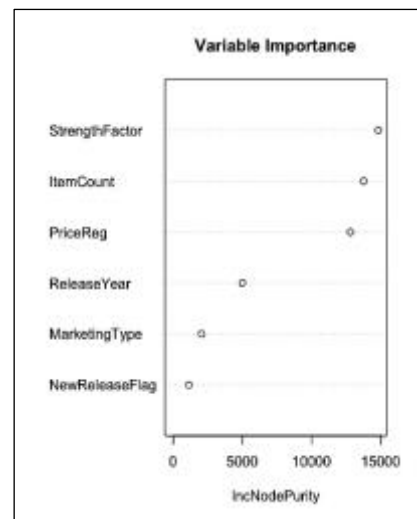 Variable Importance
StrengthFactor
ItemCount
PriceReg
ReleaseYear
MarketingType
NewReleaseFlag
0 5000 10000 15000
IncNodePurity